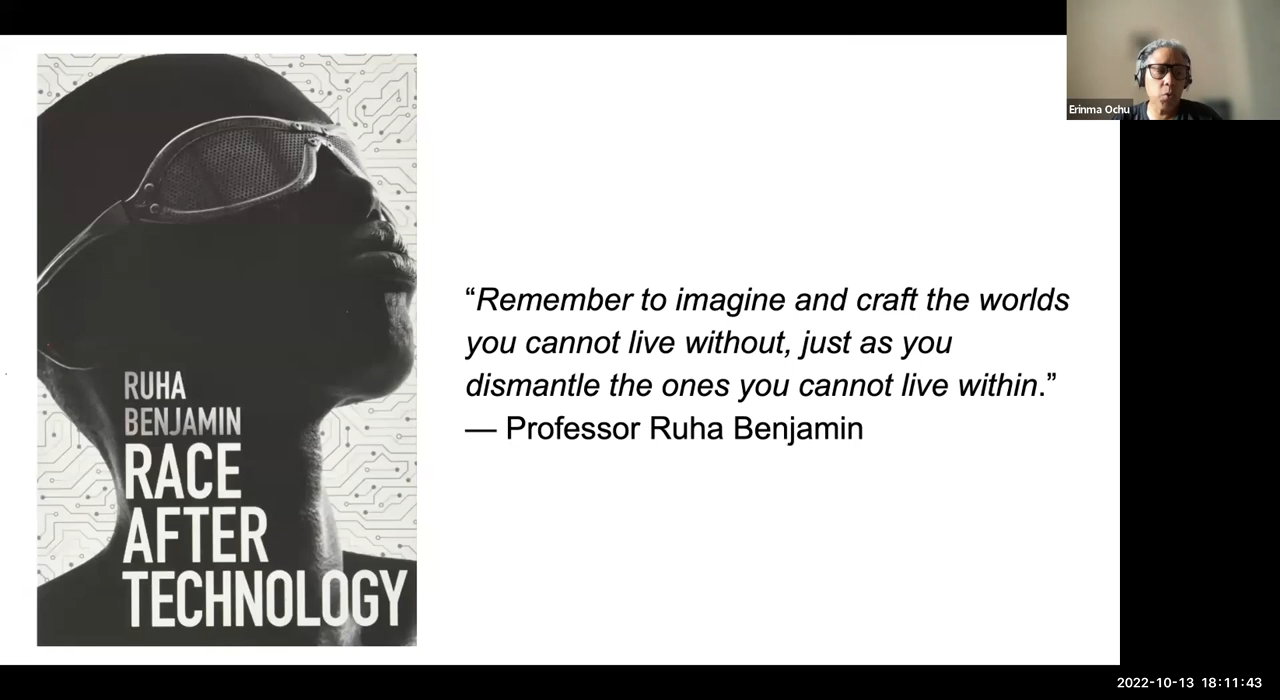 RUHA
BENJAMIN
RACE
AFTER
TECHNOLOGY
“Remember to imagine and craft the worlds
you cannot live without, just as you
dismantle the ones you cannot live within.”
— Professor Ruha Benjamin
Erinma Ochu
2022-10-13 18:11:43